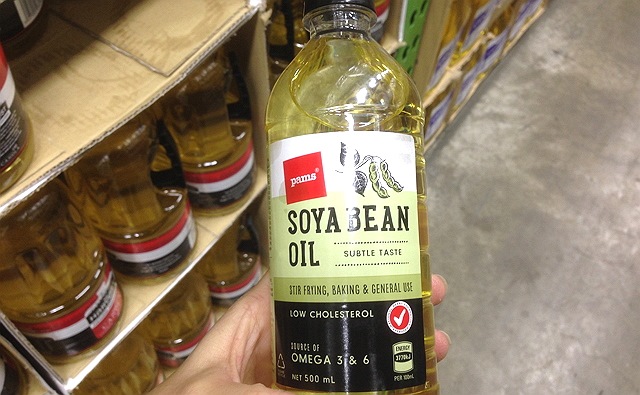 pams
SOYA BEAN
OIL
SUBTLE TASTE
STIR FRYING, BAKING & GENERAL USE
LOW CHOLESTEROL
SOURCE OF
OMEGA 3 & 6
NET 500 mL
ENERGY
3770kJ
PER 100mL